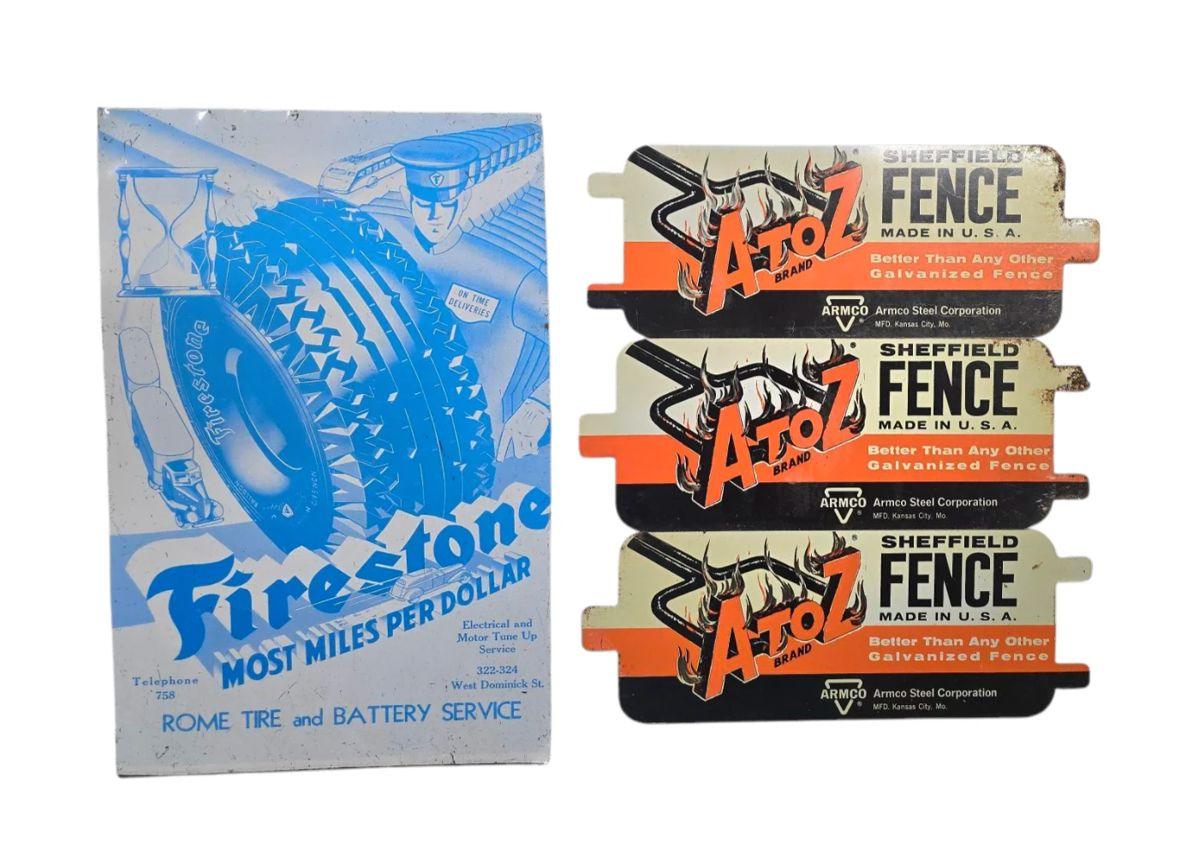 F
ON TIME
DELIVERIES
Firestone
Firestone
MOST MILES PER DOLLAR
Electrical and
Motor Tune Up
Service
322-324
West Dominick St.
Telephone
758
ROME TIRE and BATTERY SERVICE
SHEFFIELD
FENCE
MADE IN U. S. A.
A-TO-Z
®
BRAND
Better Than Any Other
Galvanized Fence
ARMCO Armco Steel Corporation
® MFD. Kansas City, Mo.
SHEFFIELD
FENCE
MADE IN U. S. A.
A-TO-Z
®
BRAND
Better Than Any Other
Galvanized Fence
ARMCO Armco Steel Corporation
® MFD. Kansas City, Mo.
SHEFFIELD
FENCE
MADE IN U. S. A.
A-TO-Z
®
BRAND
Better Than Any Other
Galvanized Fence
ARMCO Armco Steel Corporation
® MFD. Kansas City, Mo.